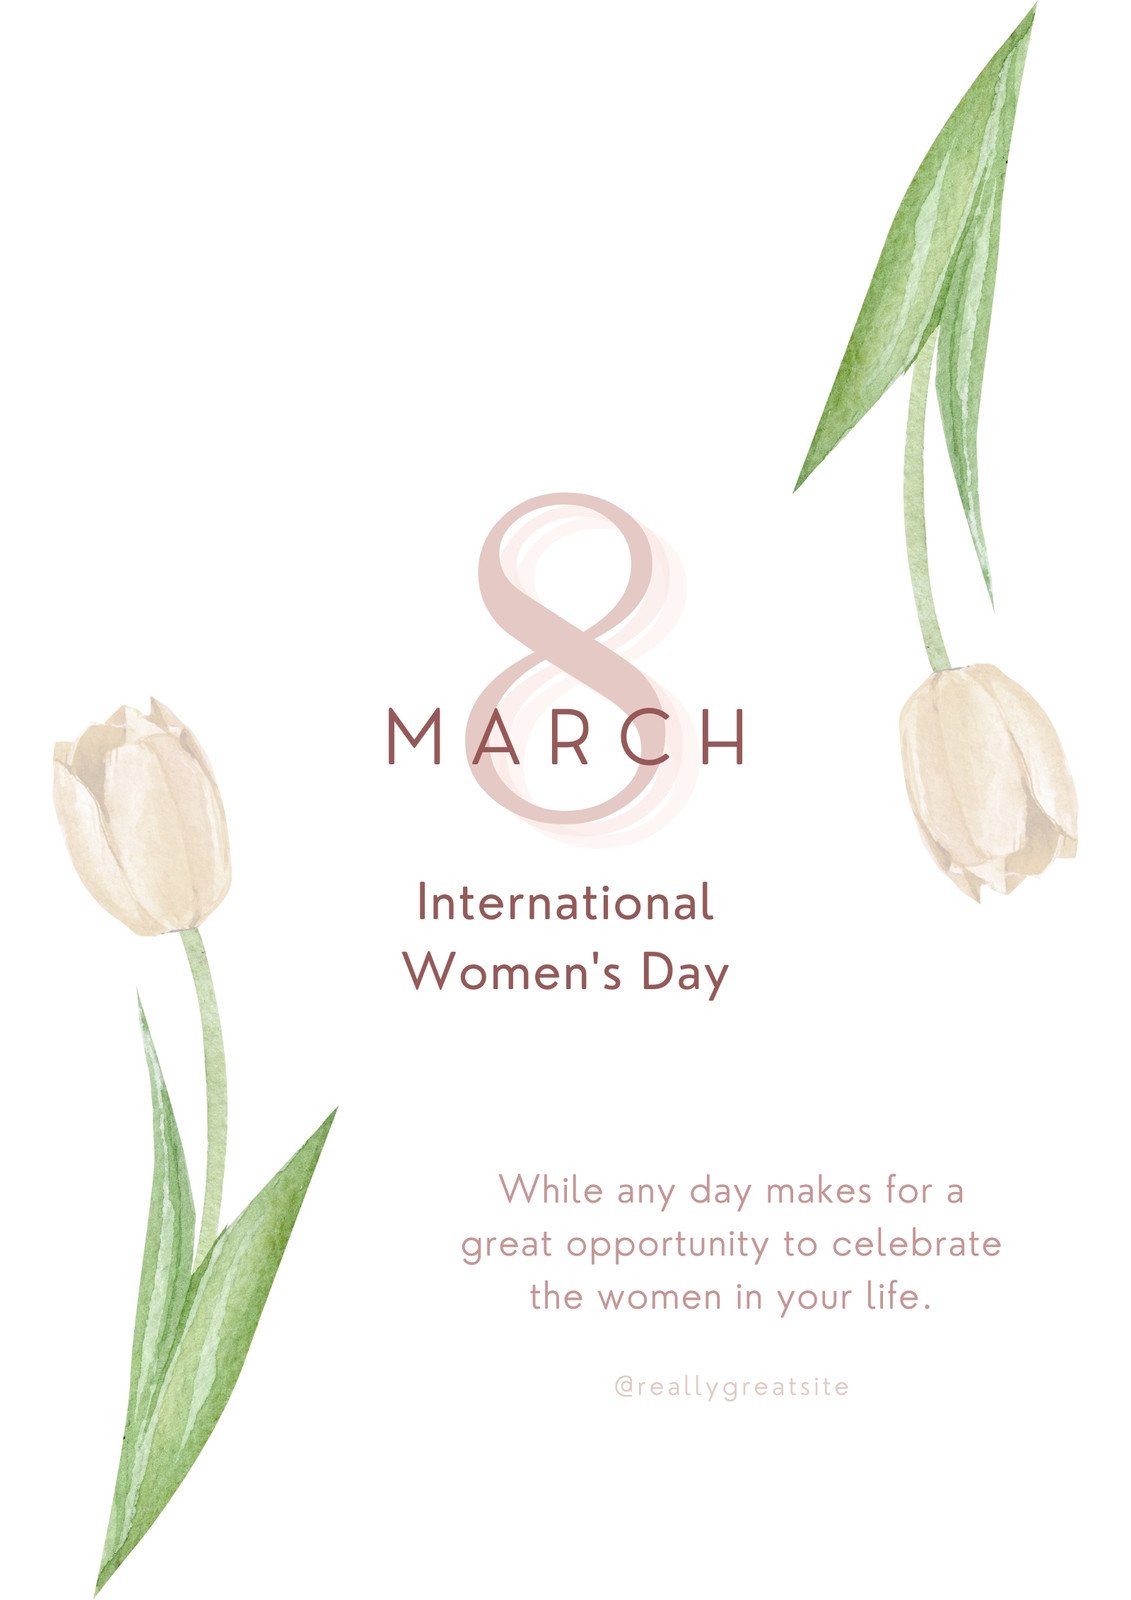 8
MARCH
International
Women's Day
While any day makes for a
great opportunity to celebrate
the women in your life.
@reallygreatsite